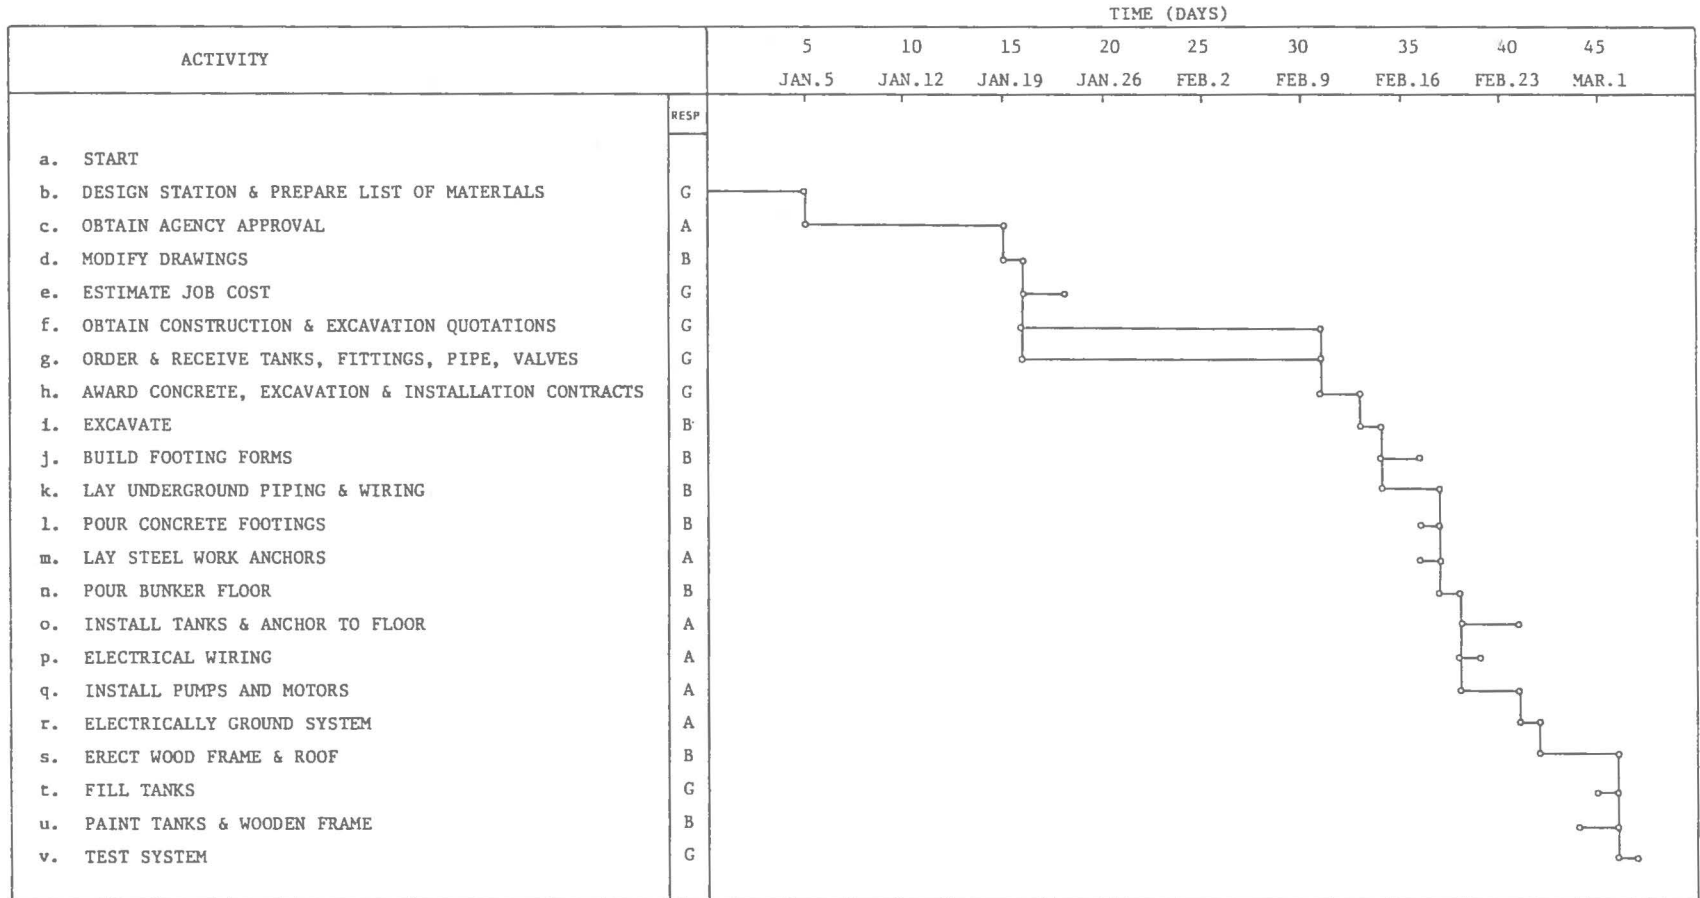 TIME (DAYS)
ACTIVITY 5 10 15 20 25 30 35 40 45
JAN.5 JAN.12 JAN.19 JAN.26 FEB.2 FEB.9 FEB.16 FEB.23 MAR.1
RESP
a. START
b. DESIGN STATION & PREPARE LIST OF MATERIALS G
c. OBTAIN AGENCY APPROVAL A
d. MODIFY DRAWINGS B
e. ESTIMATE JOB COST G
f. OBTAIN CONSTRUCTION & EXCAVATION QUOTATIONS G
g. ORDER & RECEIVE TANKS, FITTINGS, PIPE, VALVES G
h. AWARD CONCRETE, EXCAVATION & INSTALLATION CONTRACTS G
i. EXCAVATE B
j. BUILD FOOTING FORMS B
k. LAY UNDERGROUND PIPING & WIRING B
l. POUR CONCRETE FOOTINGS B
m. LAY STEEL WORK ANCHORS A
n. POUR BUNKER FLOOR B
o. INSTALL TANKS & ANCHOR TO FLOOR A
p. ELECTRICAL WIRING A
q. INSTALL PUMPS AND MOTORS A
r. ELECTRICALLY GROUND SYSTEM A
s. ERECT WOOD FRAME & ROOF B
t. FILL TANKS G
u. PAINT TANKS & WOODEN FRAME B
v. TEST SYSTEM G